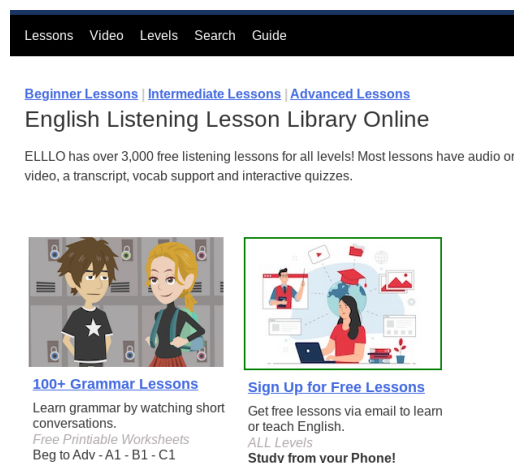 Lessons Video Levels Search Guide
Beginner Lessons | Intermediate Lessons | Advanced Lessons
English Listening Lesson Library Online
ELLLO has over 3,000 free listening lessons for all levels! Most lessons have audio or
video, a transcript, vocab support and interactive quizzes.
100+ Grammar Lessons
Learn grammar by watching short
conversations.
Free Printable Worksheets
Beg to Adv - A1 - B1 - C1
Sign Up for Free Lessons
Get free lessons via email to learn
or teach English.
ALL Levels
Study from your Phone!